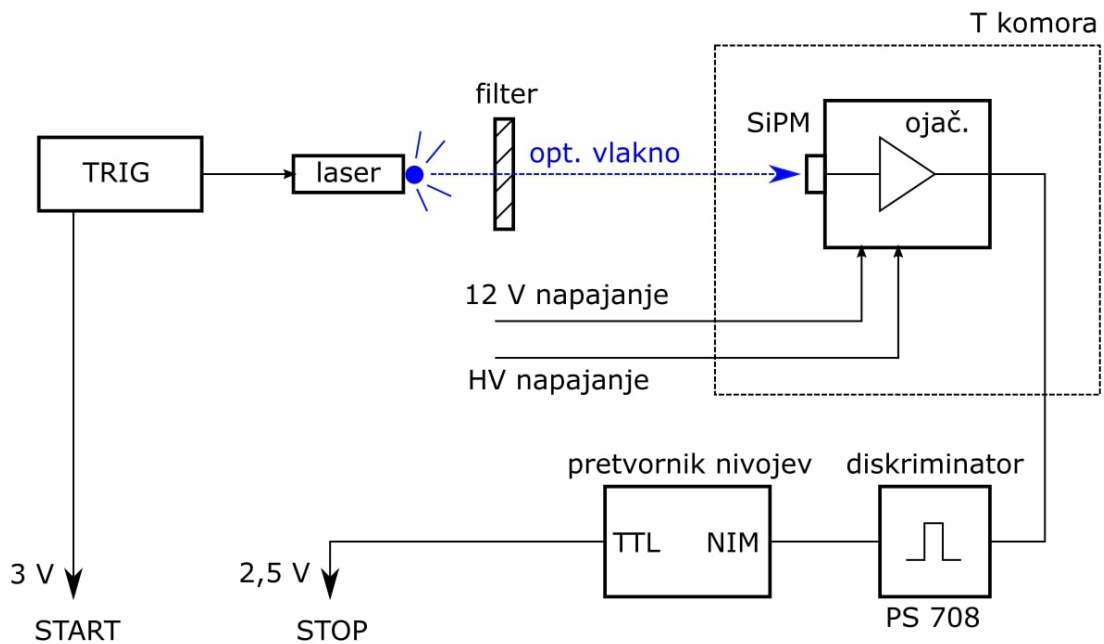 T komora
filter
SiPM
ojač.
TRIG
laser
opt. vlakno
12 V napajanje
HV napajanje
pretvornik nivojev
diskriminator
TTL
NIM
3 V
2,5 V
START
STOP
PS 708